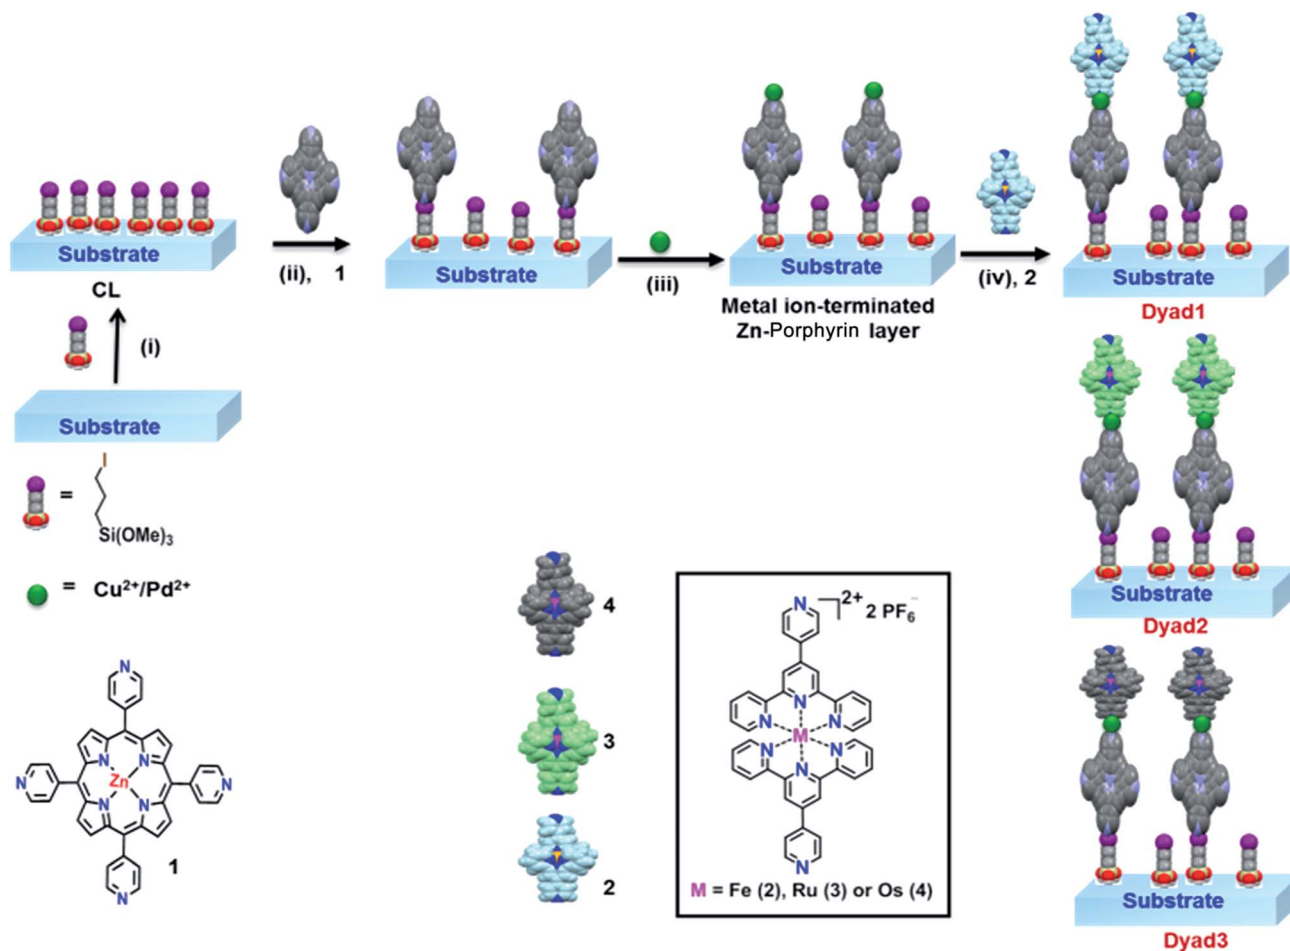 Substrate
CL
(i)
Substrate
(ii), 1
Substrate
(iii)
Substrate
Metal ion-terminated
Zn-Porphyrin layer
(iv), 2
Substrate
Dyad1
Substrate
Dyad2
Substrate
Dyad3
= I
Si(OMe)3
= Cu2+/Pd2+
N
N N
N Zn N
N N
N
1
4
3
2
N ]2+ 2 PF6−
N N N
M
N N N
N
M = Fe (2), Ru (3) or Os (4)